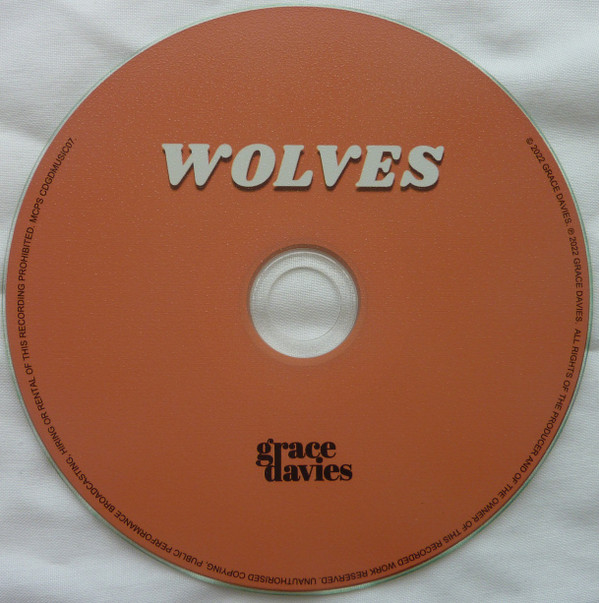 WOLVES
grace
davies
© 2022 GRACE DAVIES. ℗ 2022 GRACE DAVIES. ALL RIGHTS OF THE PRODUCER AND OF THE OWNER OF THIS RECORDED WORK RESERVED. UNAUTHORISED COPYING, PUBLIC PERFORMANCE BROADCASTING, HIRING OR RENTAL OF THIS RECORDING PROHIBITED. MCPS CDGDMUSIC07.